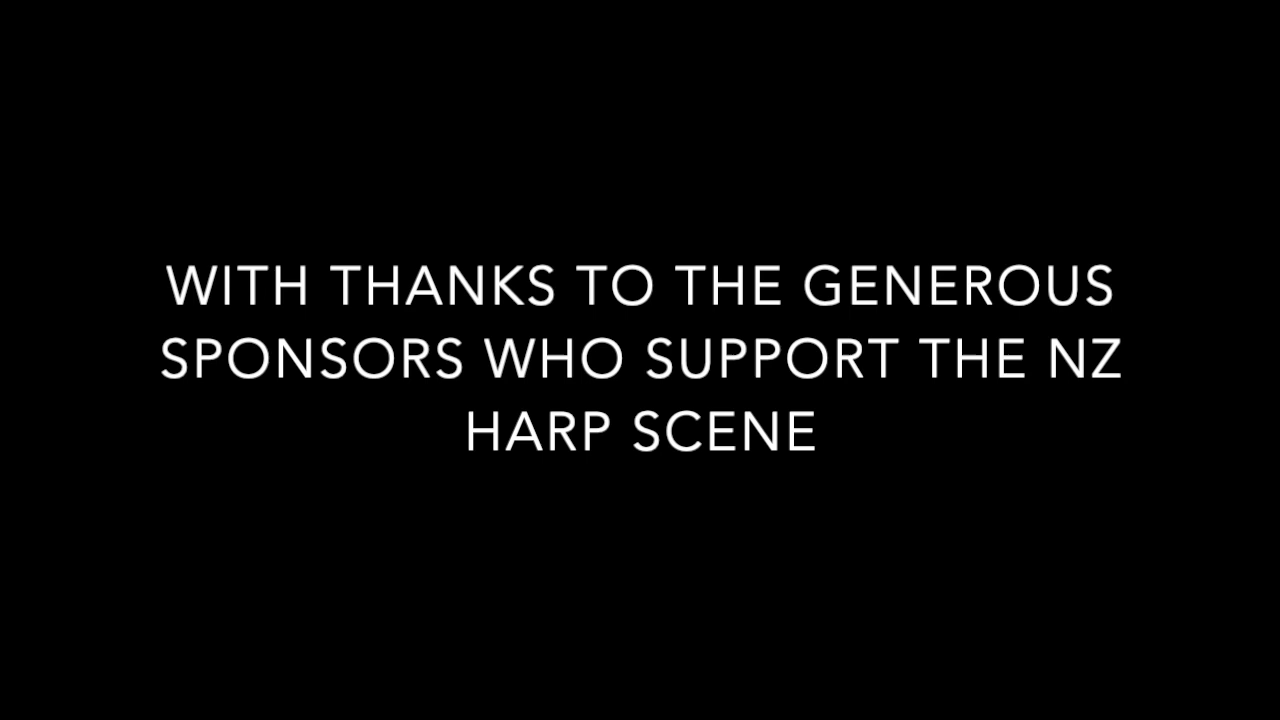 WITH THANKS TO THE GENEROUS
SPONSORS WHO SUPPORT THE NZ
HARP SCENE